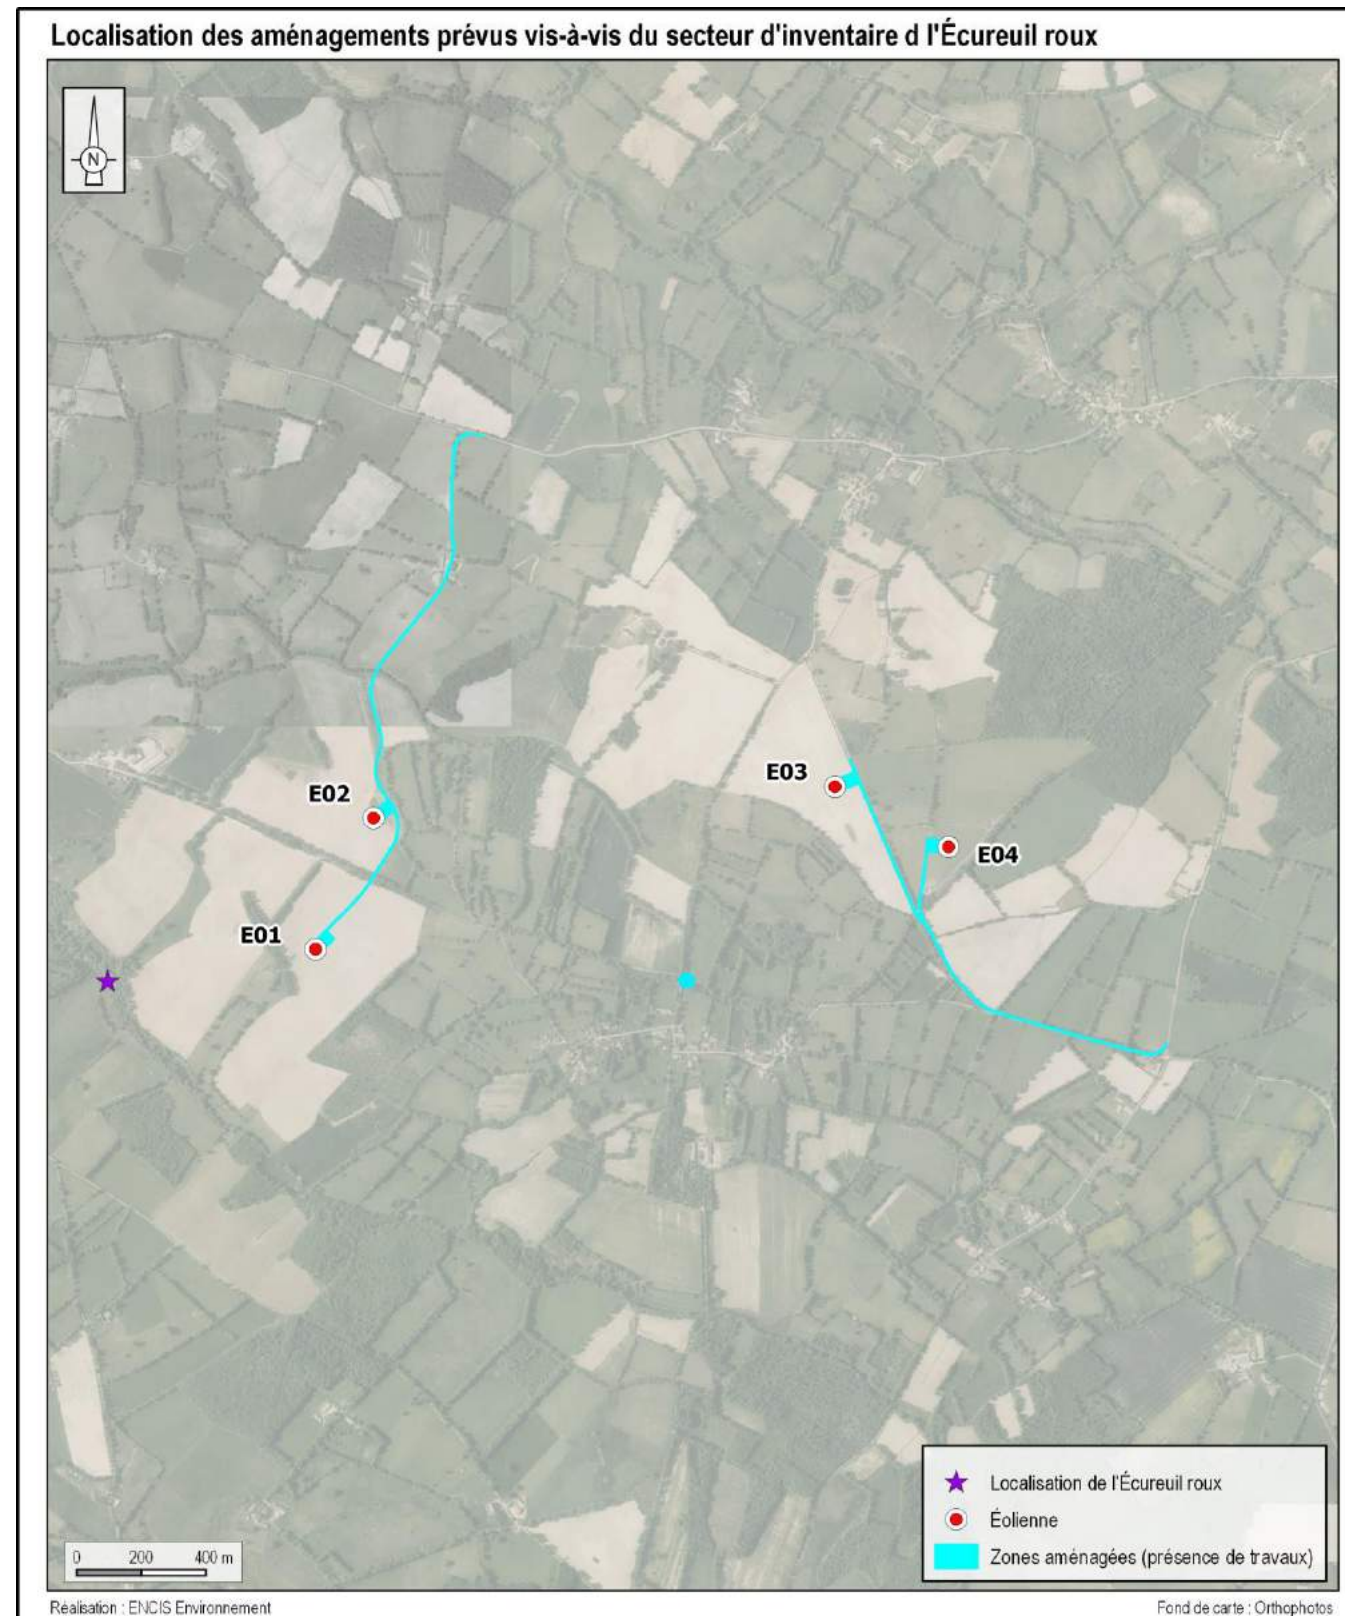 Localisation des aménagements prévus vis-à-vis du secteur d'inventaire d l'Écureuil roux
N
E02
E03
E04
E01
Localisation de l'Écureuil roux
Éolienne
Zones aménagées (présence de travaux)
0 200 400 m
Réalisation : ENCIS Environnement
Fond de carte : Orthophotos